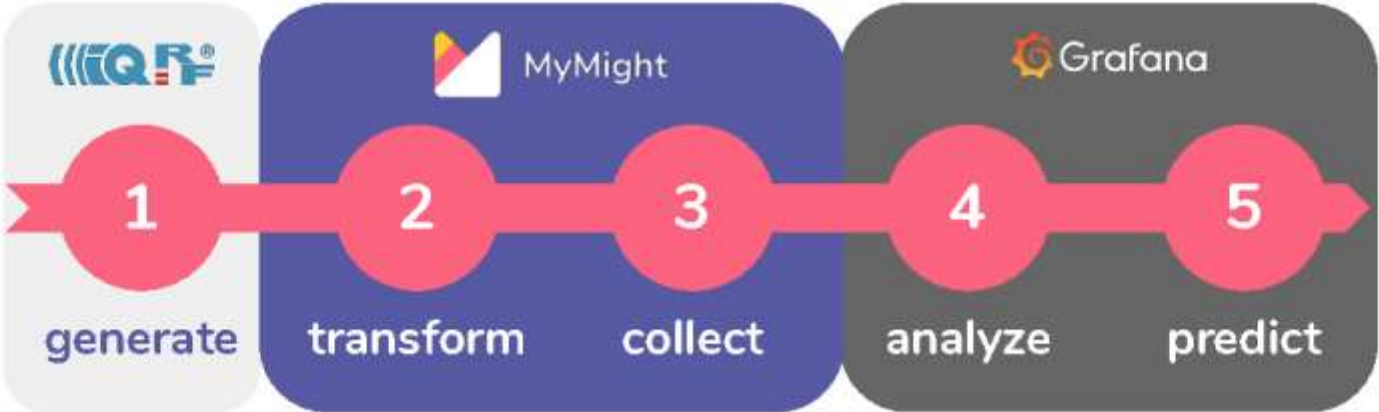 IQRF®
MyMight
Grafana
1
2
3
4
5
generate
transform
collect
analyze
predict